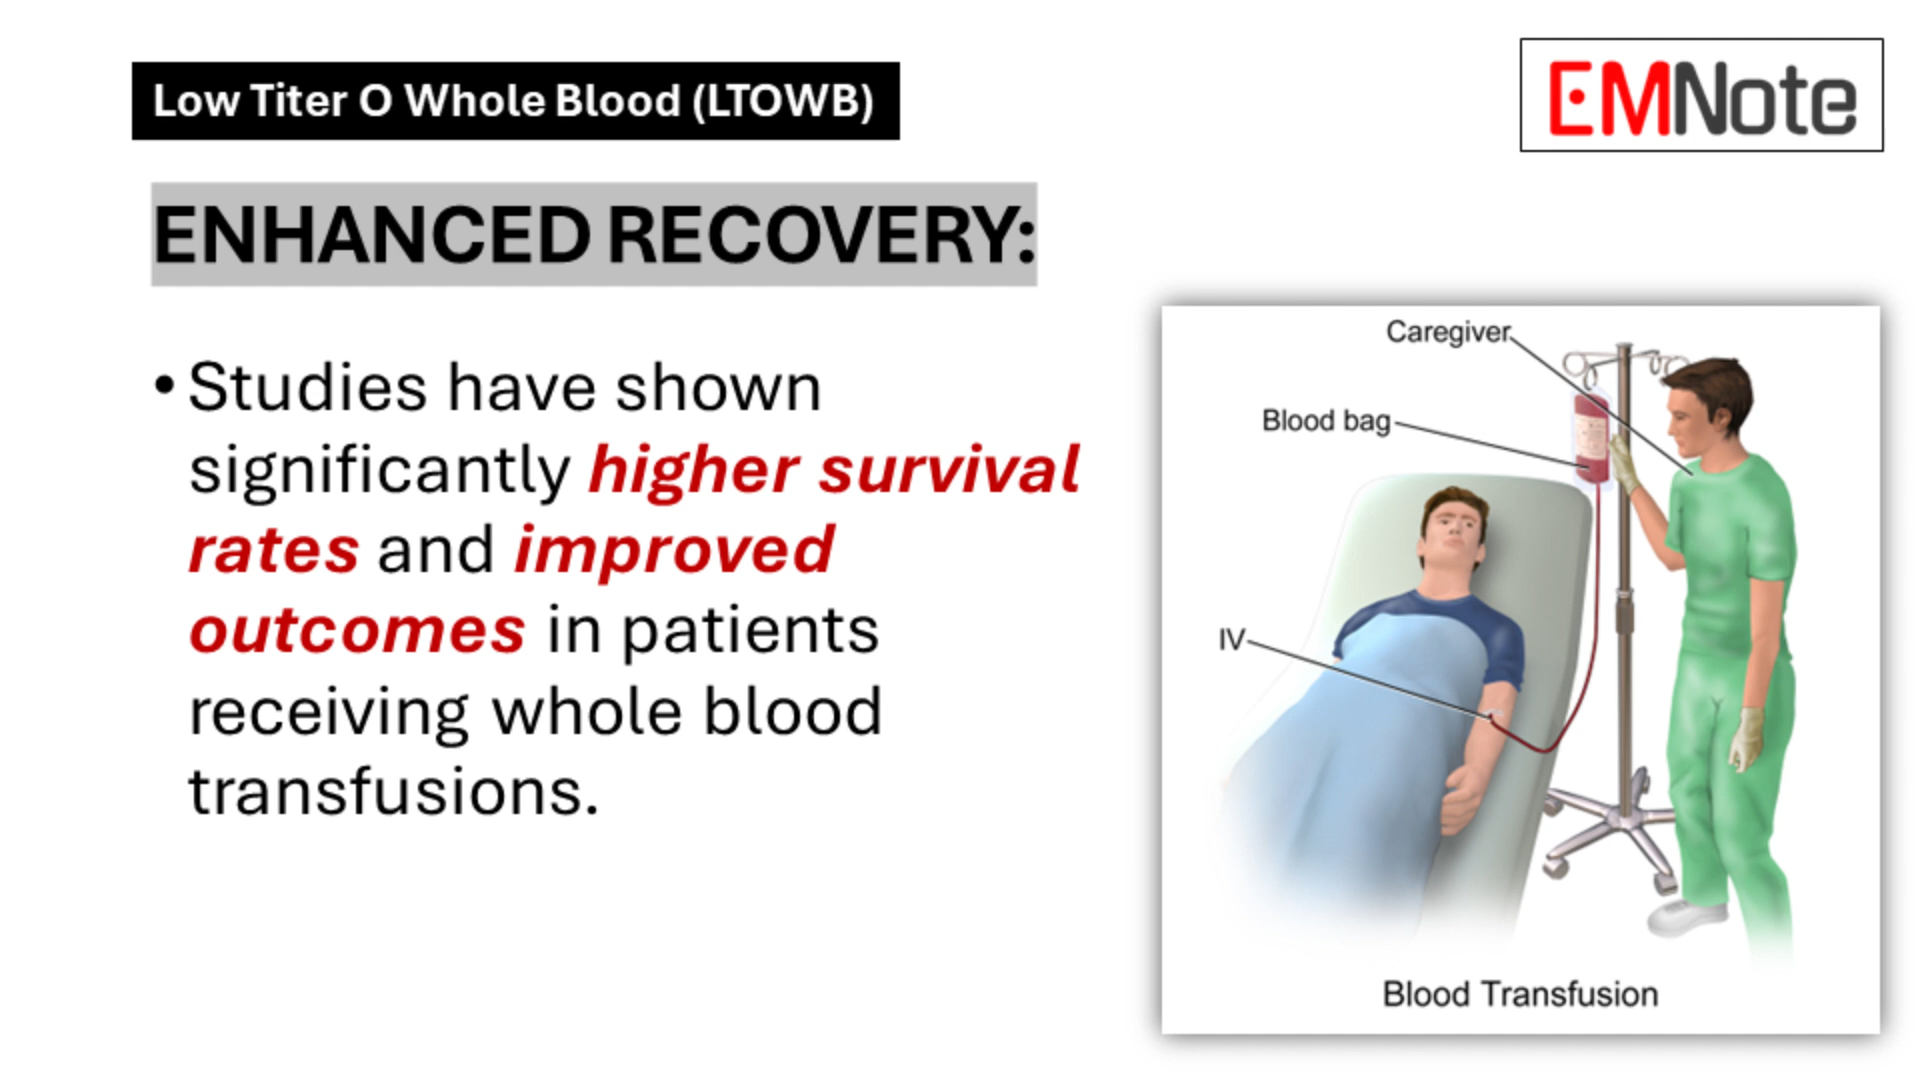 Low Titer O Whole Blood (LTOWB)
EMNote
ENHANCED RECOVERY:
• Studies have shown
significantly higher survival
rates and improved
outcomes in patients
receiving whole blood
transfusions.
Caregiver
Blood bag
IV
Blood Transfusion